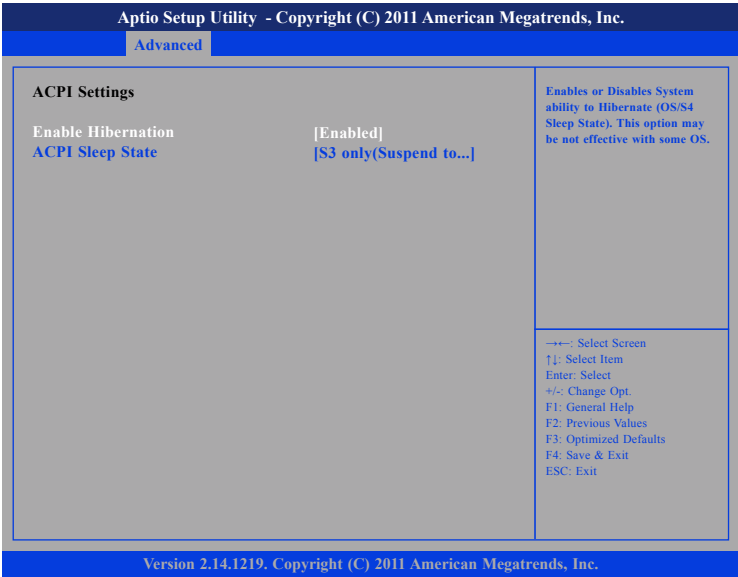 Aptio Setup Utility - Copyright (C) 2011 American Megatrends, Inc.
Advanced
ACPI Settings
Enable Hibernation [Enabled]
ACPI Sleep State [S3 only(Suspend to...]
Enables or Disables System
ability to Hibernate (OS/S4
Sleep State). This option may
be not effective with some OS.
→←: Select Screen
↑↓: Select Item
Enter: Select
+/-: Change Opt.
F1: General Help
F2: Previous Values
F3: Optimized Defaults
F4: Save & Exit
ESC: Exit
Version 2.14.1219. Copyright (C) 2011 American Megatrends, Inc.